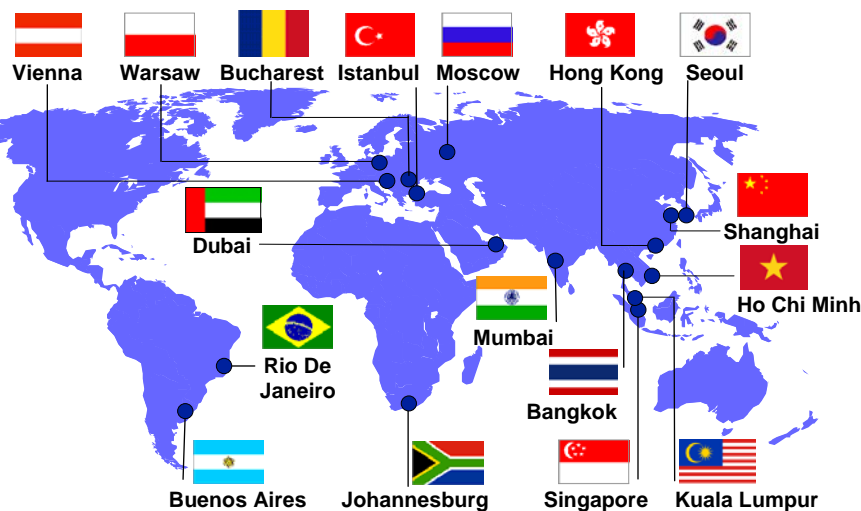 Vienna
Warsaw
Bucharest
Istanbul
Moscow
Hong Kong
Seoul
Shanghai
Dubai
Ho Chi Minh
Mumbai
Rio De
Janeiro
Bangkok
Buenos Aires
Johannesburg
Singapore
Kuala Lumpur